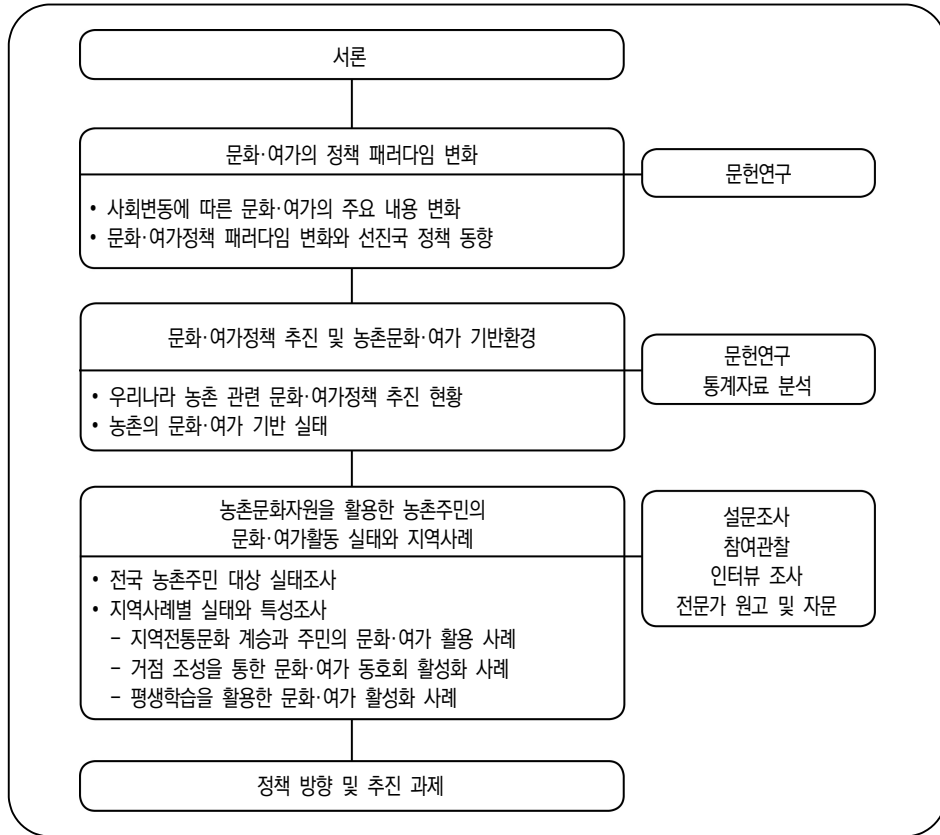 서론
문화·여가의 정책 패러다임 변화
문헌연구
• 사회변동에 따른 문화·여가의 주요 내용 변화
• 문화·여가정책 패러다임 변화와 선진국 정책 동향
문화·여가정책 추진 및 농촌문화·여가 기반환경
문헌연구
통계자료 분석
• 우리나라 농촌 관련 문화·여가정책 추진 현황
• 농촌의 문화·여가 기반 실태
농촌문화자원을 활용한 농촌주민의
문화·여가활동 실태와 지역사례
설문조사
참여관찰
인터뷰 조사
전문가 원고 및 자문
• 전국 농촌주민 대상 실태조사
• 지역사례별 실태와 특성조사
− 지역전통문화 계승과 주민의 문화·여가 활용 사례
− 거점 조성을 통한 문화·여가 동호회 활성화 사례
− 평생학습을 활용한 문화·여가 활성화 사례
정책 방향 및 추진 과제